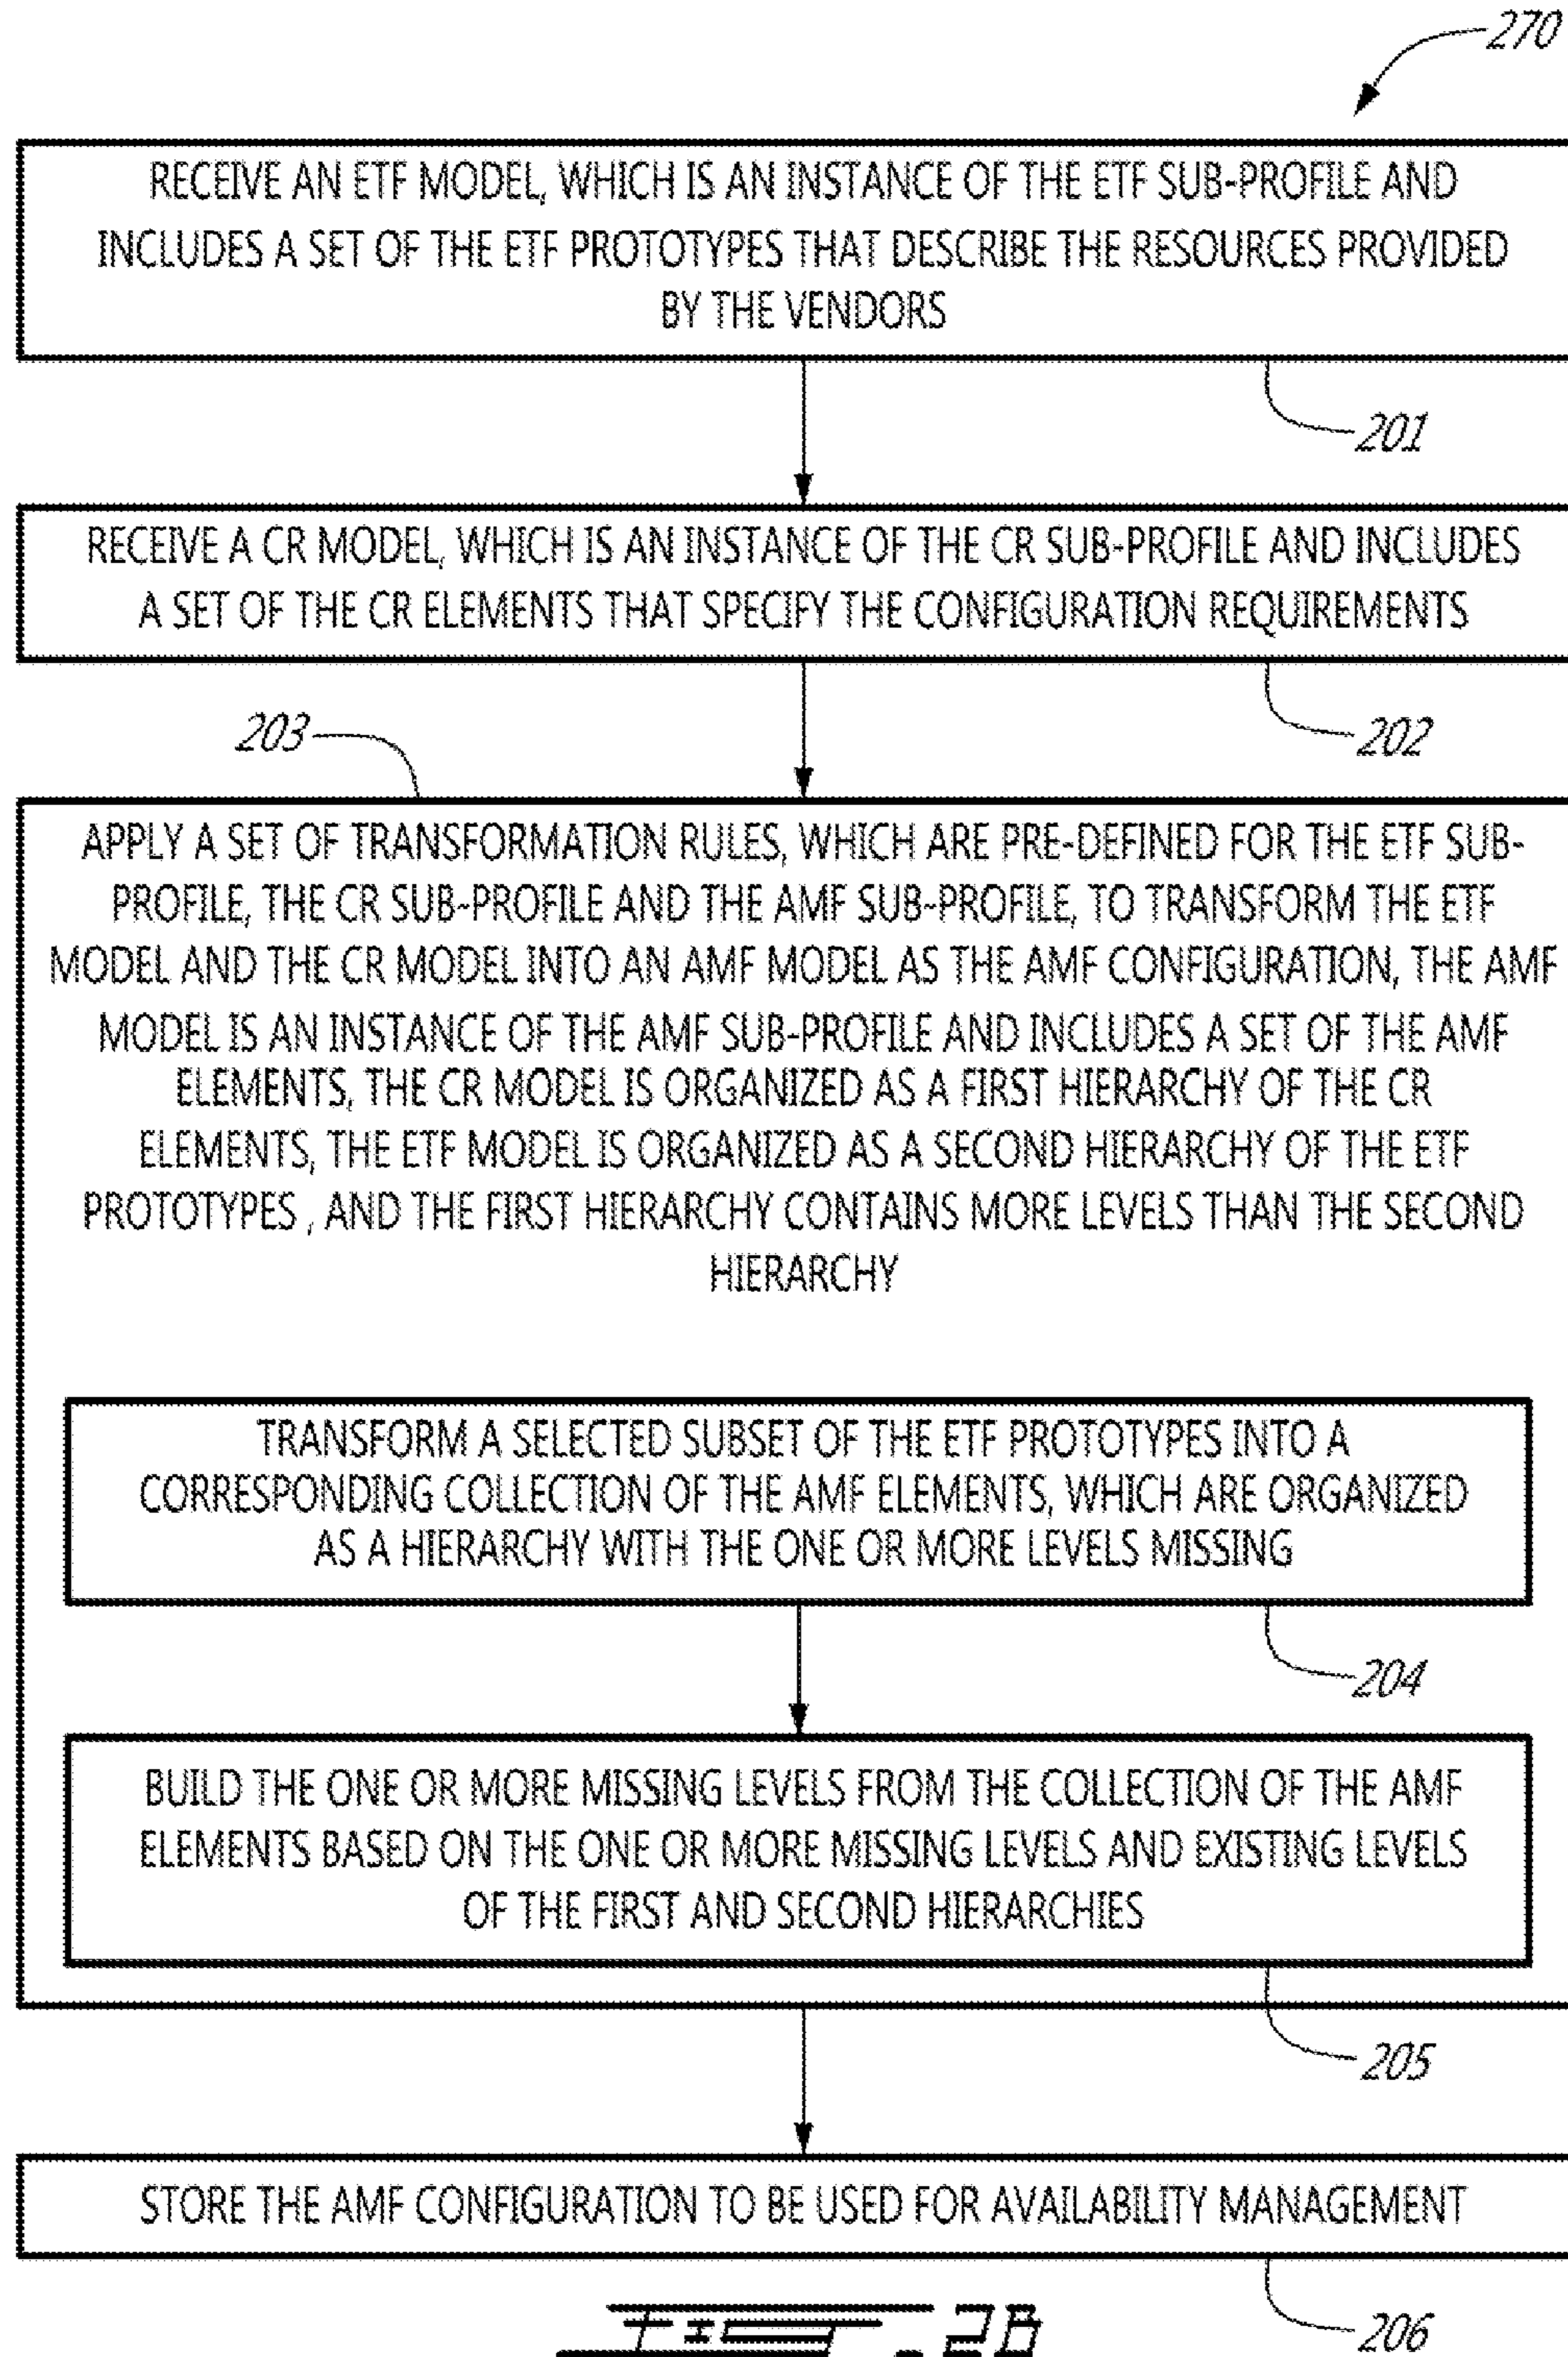 270
RECEIVE AN ETF MODEL, WHICH IS AN INSTANCE OF THE ETF SUB-PROFILE AND
INCLUDES A SET OF THE ETF PROTOTYPES THAT DESCRIBE THE RESOURCES PROVIDED
BY THE VENDORS
201
RECEIVE A CR MODEL, WHICH IS AN INSTANCE OF THE CR SUB-PROFILE AND INCLUDES
A SET OF THE CR ELEMENTS THAT SPECIFY THE CONFIGURATION REQUIREMENTS
202
203
APPLY A SET OF TRANSFORMATION RULES, WHICH ARE PRE-DEFINED FOR THE ETF SUB-
PROFILE, THE CR SUB-PROFILE AND THE AMF SUB-PROFILE, TO TRANSFORM THE ETF
MODEL AND THE CR MODEL INTO AN AMF MODEL AS THE AMF CONFIGURATION, THE AMF
MODEL IS AN INSTANCE OF THE AMF SUB-PROFILE AND INCLUDES A SET OF THE AMF
ELEMENTS, THE CR MODEL IS ORGANIZED AS A FIRST HIERARCHY OF THE CR
ELEMENTS, THE ETF MODEL IS ORGANIZED AS A SECOND HIERARCHY OF THE ETF
PROTOTYPES , AND THE FIRST HIERARCHY CONTAINS MORE LEVELS THAN THE SECOND
HIERARCHY
TRANSFORM A SELECTED SUBSET OF THE ETF PROTOTYPES INTO A
CORRESPONDING COLLECTION OF THE AMF ELEMENTS, WHICH ARE ORGANIZED
AS A HIERARCHY WITH THE ONE OR MORE LEVELS MISSING
204
BUILD THE ONE OR MORE MISSING LEVELS FROM THE COLLECTION OF THE AMF
ELEMENTS BASED ON THE ONE OR MORE MISSING LEVELS AND EXISTING LEVELS
OF THE FIRST AND SECOND HIERARCHIES
205
STORE THE AMF CONFIGURATION TO BE USED FOR AVAILABILITY MANAGEMENT
206
FIG. 2B